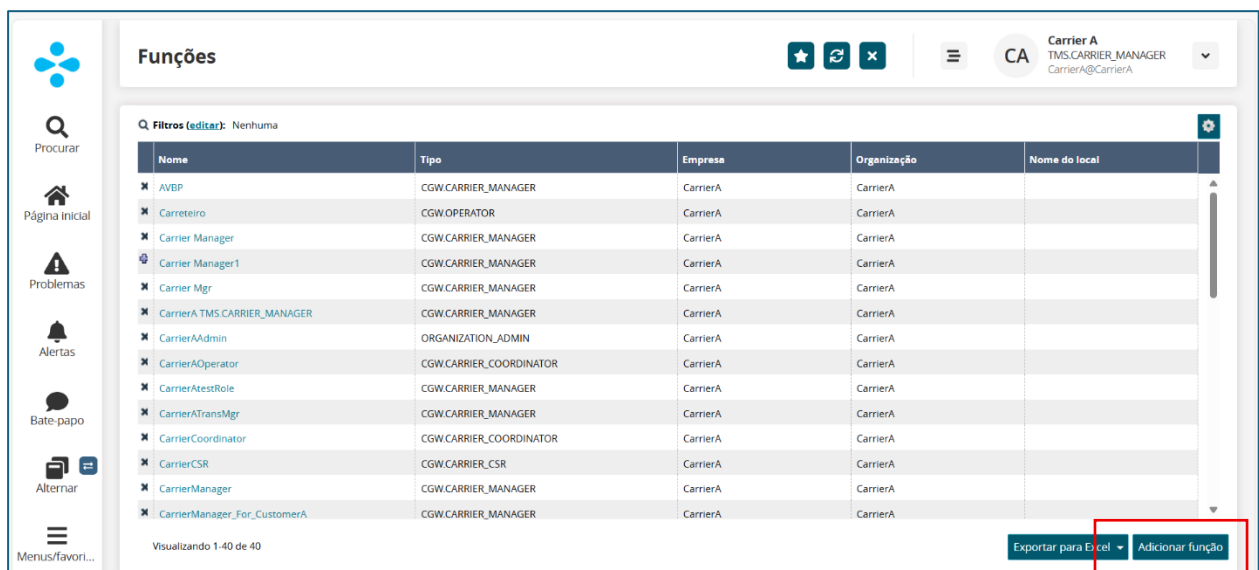 Funções
CA
Carrier A
TMS.CARRIER_MANAGER
CarrierA@CarrierA
Procurar
Página inicial
Problemas
Alertas
Bate-papo
Alternar
Menus/favori...
Filtros (editar): Nenhuma
Nome Tipo Empresa Organização Nome do local
AVBP CGW.CARRIER_MANAGER CarrierA CarrierA
Carreteiro CGW.OPERATOR CarrierA CarrierA
Carrier Manager CGW.CARRIER_MANAGER CarrierA CarrierA
Carrier Manager1 CGW.CARRIER_MANAGER CarrierA CarrierA
Carrier Mgr CGW.CARRIER_MANAGER CarrierA CarrierA
CarrierA TMS.CARRIER_MANAGER CGW.CARRIER_MANAGER CarrierA CarrierA
CarrierAAdmin ORGANIZATION_ADMIN CarrierA CarrierA
CarrierAOperator CGW.CARRIER_COORDINATOR CarrierA CarrierA
CarrierAtestRole CGW.CARRIER_MANAGER CarrierA CarrierA
CarrierATransMgr CGW.CARRIER_MANAGER CarrierA CarrierA
CarrierCoordinator CGW.CARRIER_COORDINATOR CarrierA CarrierA
CarrierCSR CGW.CARRIER_CSR CarrierA CarrierA
CarrierManager CGW.CARRIER_MANAGER CarrierA CarrierA
CarrierManager_For_CustomerA CGW.CARRIER_MANAGER CarrierA CarrierA
Visualizando 1-40 de 40
Exportar para Excel
Adicionar função